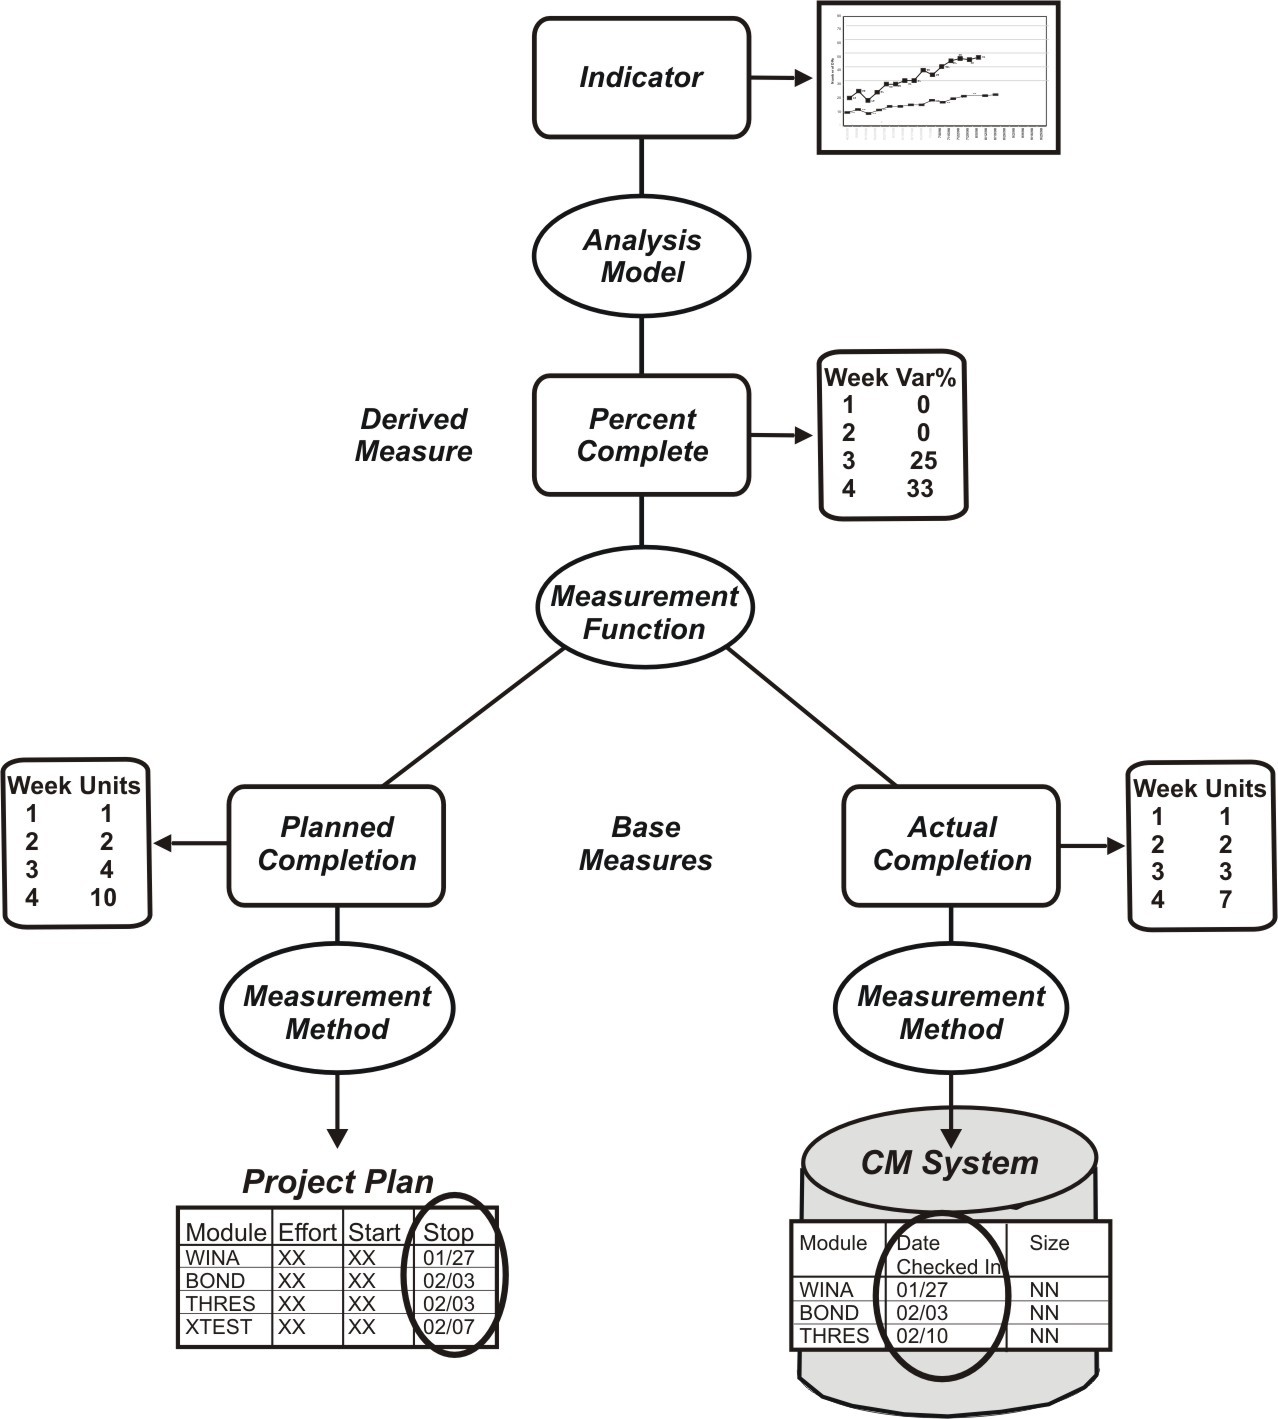 Indicator
Analysis
Model
Derived
Measure
Percent
Complete
Week Var%
1 0
2 0
3 25
4 33
Measurement
Function
Week Units
1 1
2 2
3 4
4 10
Planned
Completion
Base
Measures
Actual
Completion
Week Units
1 1
2 2
3 3
4 7
Measurement
Method
Measurement
Method
Project Plan
Module Effort Start Stop
WINA XX XX 01/27
BOND XX XX 02/03
THRES XX XX 02/03
XTEST XX XX 02/07
CM System
Module Date Size
Checked In
WINA 01/27 NN
BOND 02/03 NN
THRES 02/10 NN